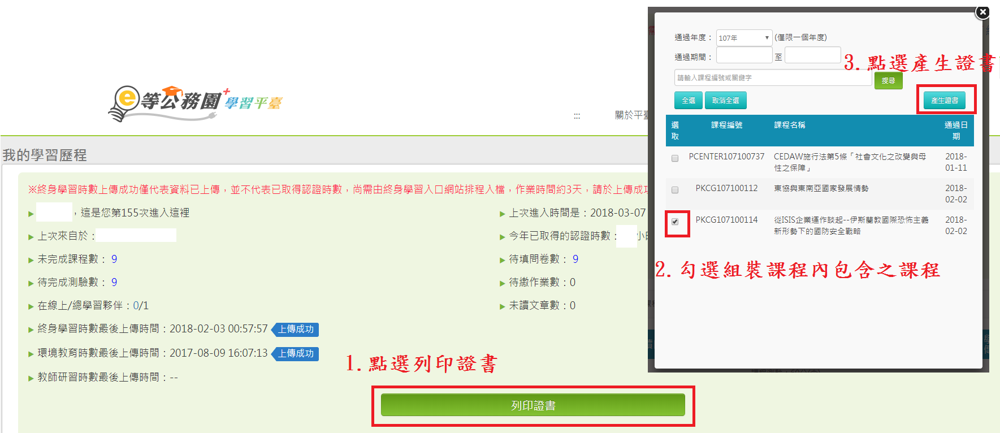 e等公務園+學習平臺
:::
關於平臺
我的學習歷程
※終身學習時數上傳成功僅代表資料已上傳，並不代表已取得認證時數，尚需由終身學習入口網站排程入檔，作業時間約3天，請於上傳成功
，這是您第155次進入這裡
上次進入時間是：2018-03-07
上次來自於：
今年已取得的認證時數： 小時
未完成課程數： 9
待填問卷數： 9
待完成測驗數： 9
待繳作業數：0
在線上/總學習夥伴：0/1
未讀文章數：0
終身學習時數最後上傳時間：2018-02-03 00:57:57 上傳成功
環境教育時數最後上傳時間：2017-08-09 16:07:13 上傳成功
教師研習時數最後上傳時間：--
1.點選列印證書
列印證書
通過年度： 107年 (僅限一個年度)
通過期間： 至
3.點選產生證書
請輸入課程編號或關鍵字 搜尋
全選 取消全選 產生證書
選取 課程編號 課程名稱 通過日期
PCENTER107100737 CEDAW施行法第5條「社會文化之改變與母 2018-
性之保障」 01-11
PKCG107100112 東協與東南亞國家發展情勢 2018-
02-02
PKCG107100114 從ISIS企業運作談起--伊斯蘭教國際恐怖主義 2018-
新形勢下的國防安全戰略 02-02
2.勾選組裝課程內包含之課程